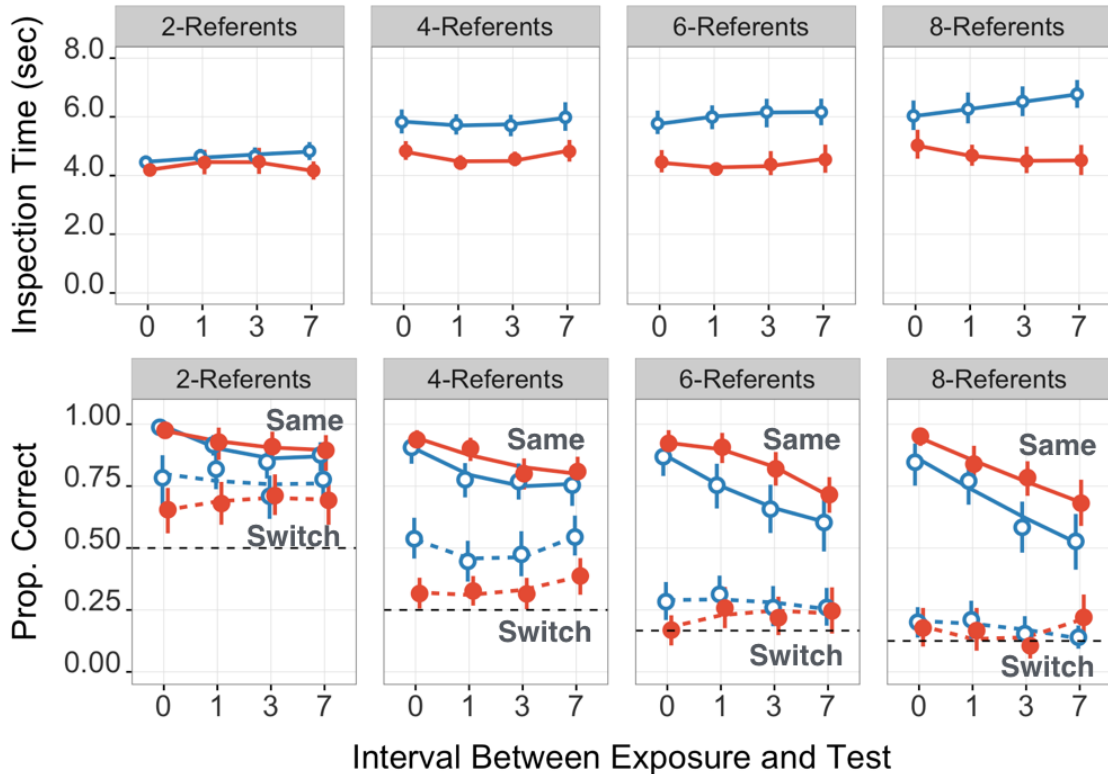 2-Referents 4-Referents 6-Referents 8-Referents
Inspection Time (sec)
8.0
6.0
4.0
2.0
0.0
0 1 3 7 0 1 3 7 0 1 3 7 0 1 3 7
2-Referents 4-Referents 6-Referents 8-Referents
Prop. Correct
1.00
0.75
0.50
0.25
0.00
Same Same Same Same
Switch Switch Switch Switch
0 1 3 7 0 1 3 7 0 1 3 7 0 1 3 7
Interval Between Exposure and Test